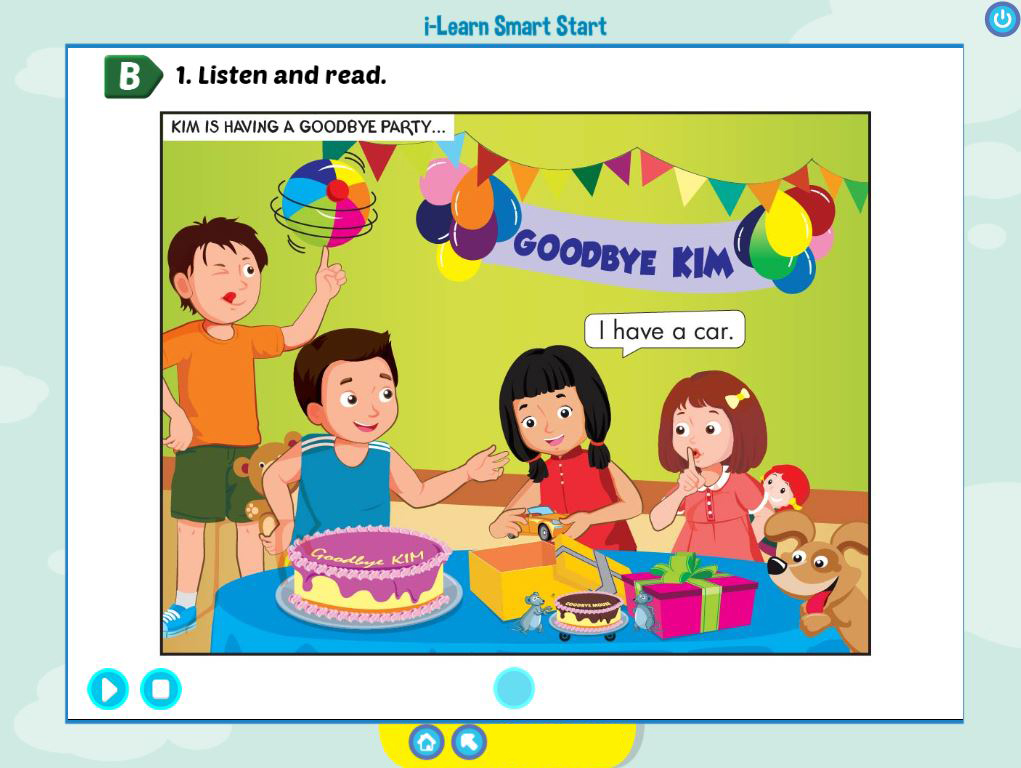 i-Learn Smart Start
B 1. Listen and read.
KIM IS HAVING A GOODBYE PARTY...
GOODBYE KIM
I have a car.
Goodbye KIM
GOODBYE MOUSE